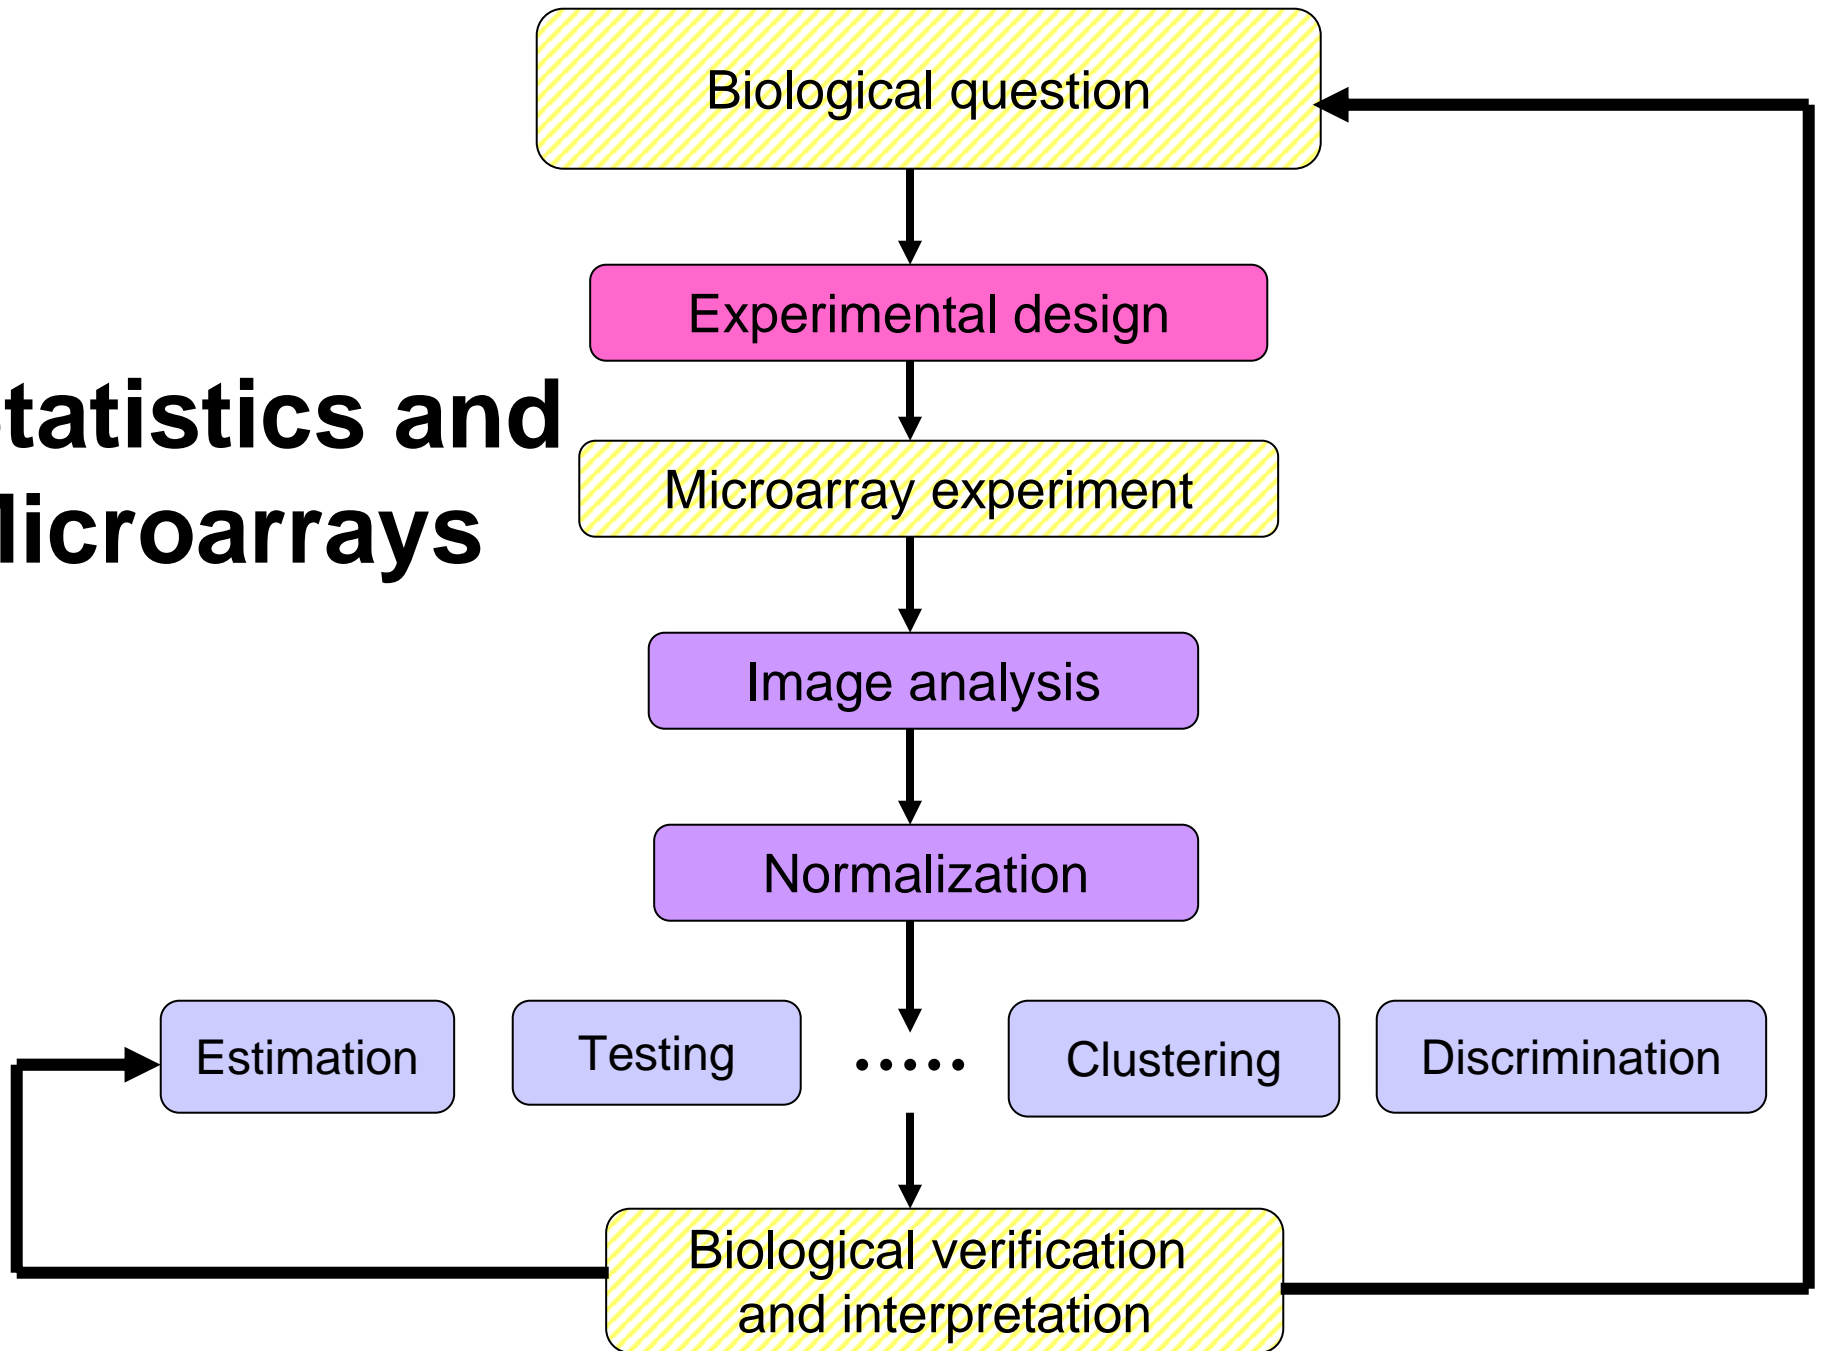 Biological question
Experimental design
tatistics and
Microarray experiment
icroarrays
Image analysis
Normalization
Estimation
Testing
.....
Clustering
Discrimination
Biological verification
and interpretation